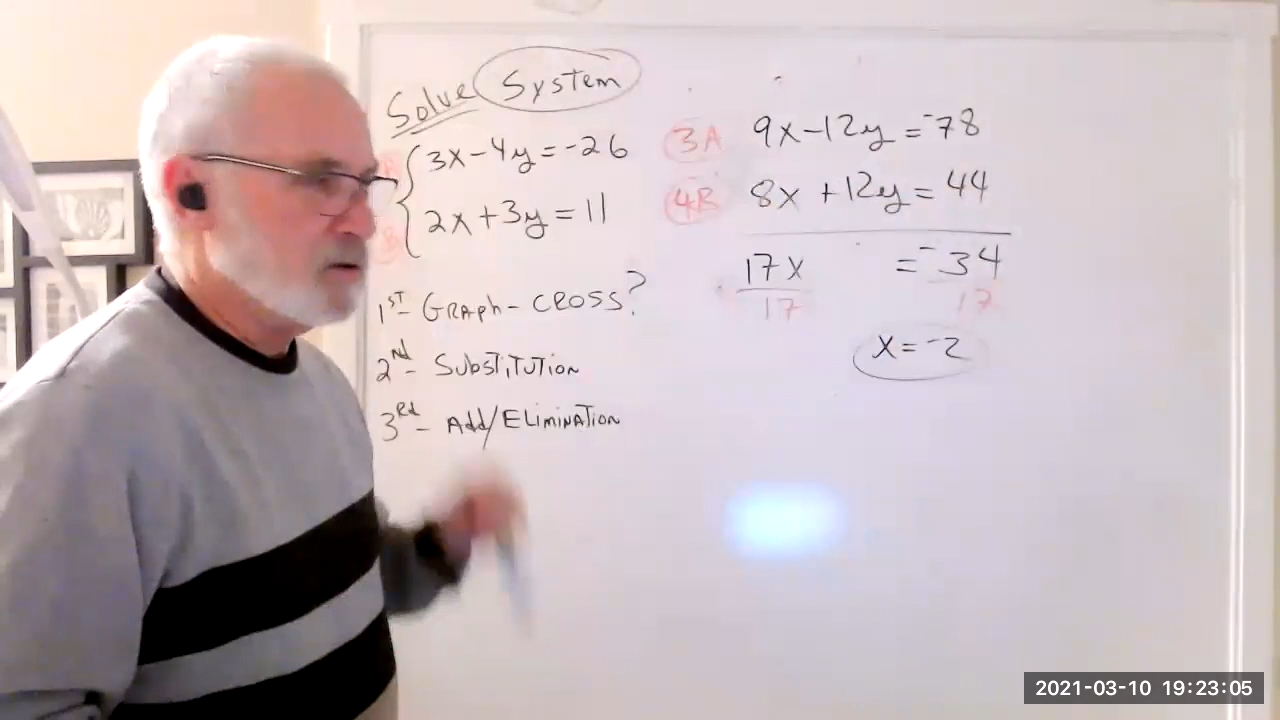 Solve System
3x-4y=-26
2x+3y=11
1ST- GRAPh- CROSS?
2nd- SUBSTITUTION
3Rd- Add/ELiMiNATiON
3A 9x-12y=-78
4B 8x+12y=44
17x =-34
17 17
x=-2
2021-03-10 19:23:05